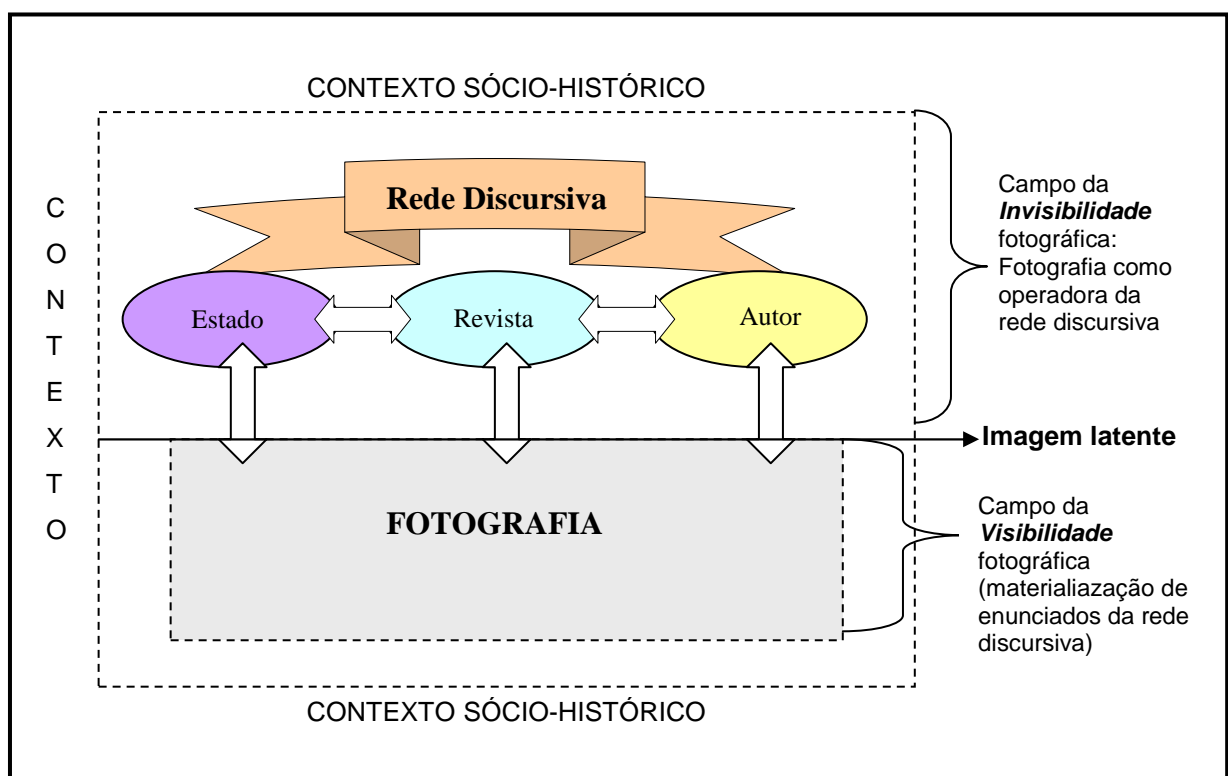 CONTEXTO SÓCIO-HISTÓRICO
CONTEXTO
Rede Discursiva
Estado
Revista
Autor
Campo da
Invisibilidade
fotográfica:
Fotografia como
operadora da
rede discursiva
Imagem latente
FOTOGRAFIA
Campo da
Visibilidade
fotográfica
(materialiazação de
enunciados da rede
discursiva)
CONTEXTO SÓCIO-HISTÓRICO